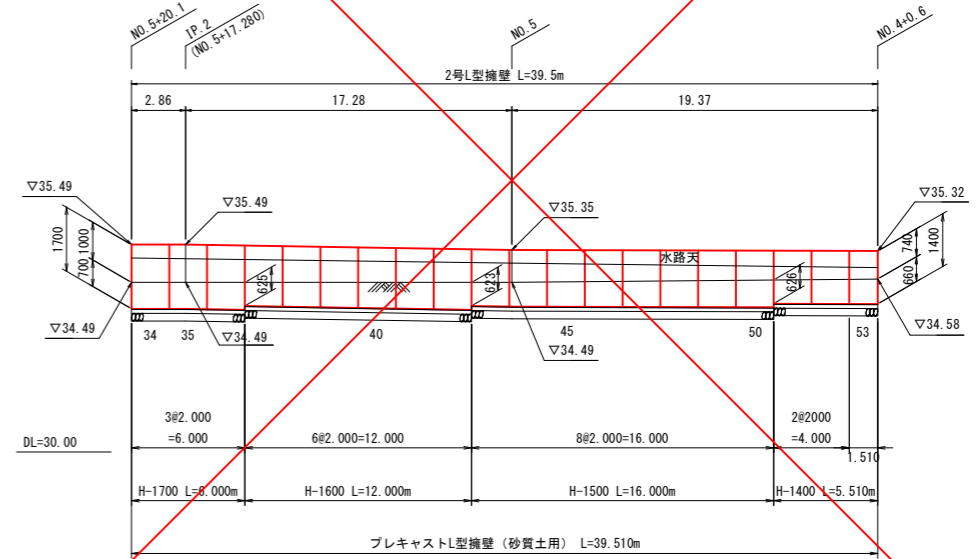 NO.5+20.1
IP.2
(NO.5+17.280)
NO.5
NO.4+0.6
2号L型擁壁 L=39.5m
2.86
17.28
19.37
▽35.49
▽35.49
▽35.35
▽35.32
1700
1000
700
625
623
水路天
626
740
660
1400
▽34.49
34
35
▽34.49
40
45
▽34.49
50
53
▽34.58
3@2.000
=6.000
6@2.000=12.000
8@2.000=16.000
2@2000
=4.000
1.510
DL=30.00
H-1700 L=6.000m
H-1600 L=12.000m
H-1500 L=16.000m
H-1400 L=5.510m
プレキャストL型擁壁 (砂質土用) L=39.510m